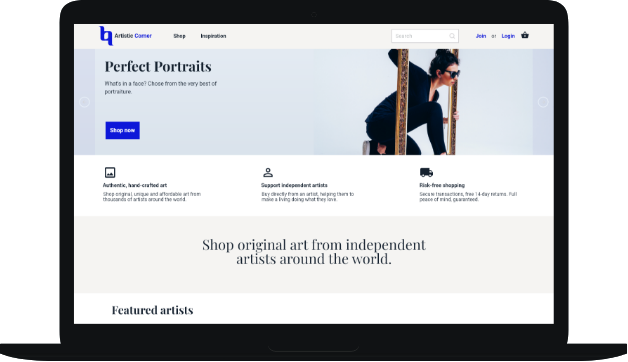 Artistic Corner
Shop
Inspiration
Search
Join or Login
Perfect Portraits
What's in a face? Chose from the very best of
portraiture.
Shop now
Authentic, hand-crafted art
Shop original, unique and affordable art from
thousands of artists around the world.
Support independent artists
Buy directly from an artist, helping them to
make a living doing what they love.
Risk-free shopping
Secure transactions, free 14-day returns. Full
peace of mind, guaranteed.
Shop original art from independent
artists around the world.
Featured artists